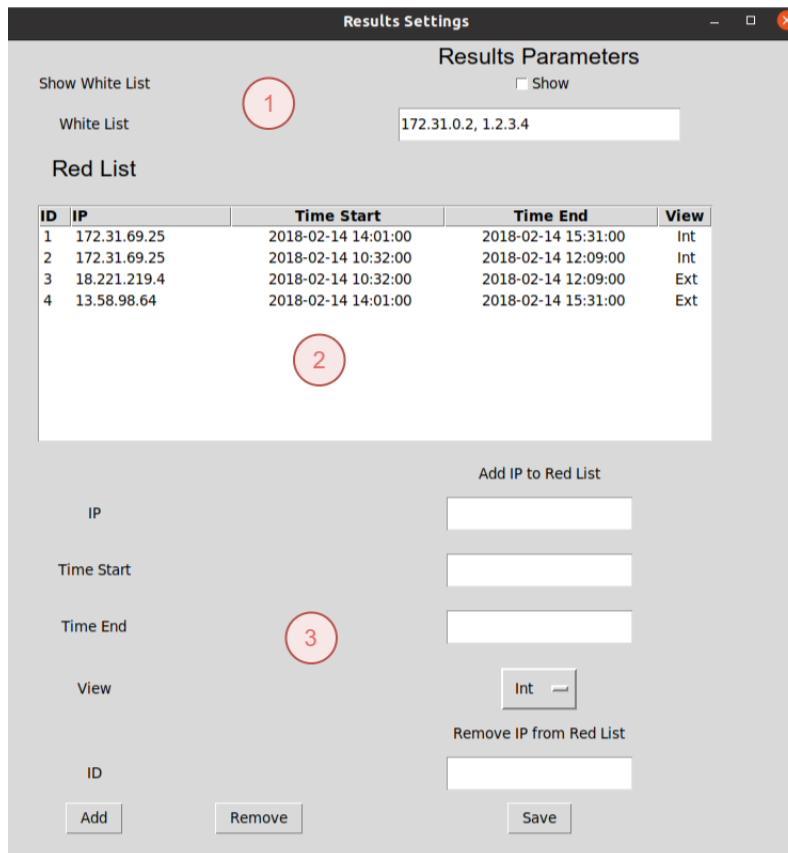 Results Settings
Results Parameters
Show White List 1 Show
White List 172.31.0.2, 1.2.3.4
Red List
ID IP Time Start Time End View
1 172.31.69.25 2018-02-14 14:01:00 2018-02-14 15:31:00 Int
2 172.31.69.25 2018-02-14 10:32:00 2018-02-14 12:09:00 Int
3 18.221.219.4 2018-02-14 10:32:00 2018-02-14 12:09:00 Ext
4 13.58.98.64 2018-02-14 14:01:00 2018-02-14 15:31:00 Ext
2
Add IP to Red List
IP
Time Start
Time End
3
View Int
Remove IP from Red List
ID
Add Remove Save